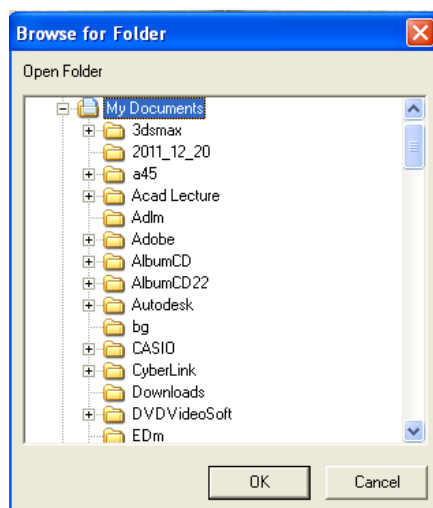 Browse for Folder
Open Folder
My Documents
3dsmax
2011_12_20
a45
Acad Lecture
Adlm
Adobe
AlbumCD
AlbumCD22
Autodesk
bg
CASIO
CyberLink
Downloads
DVDVideoSoft
EDm
OK Cancel